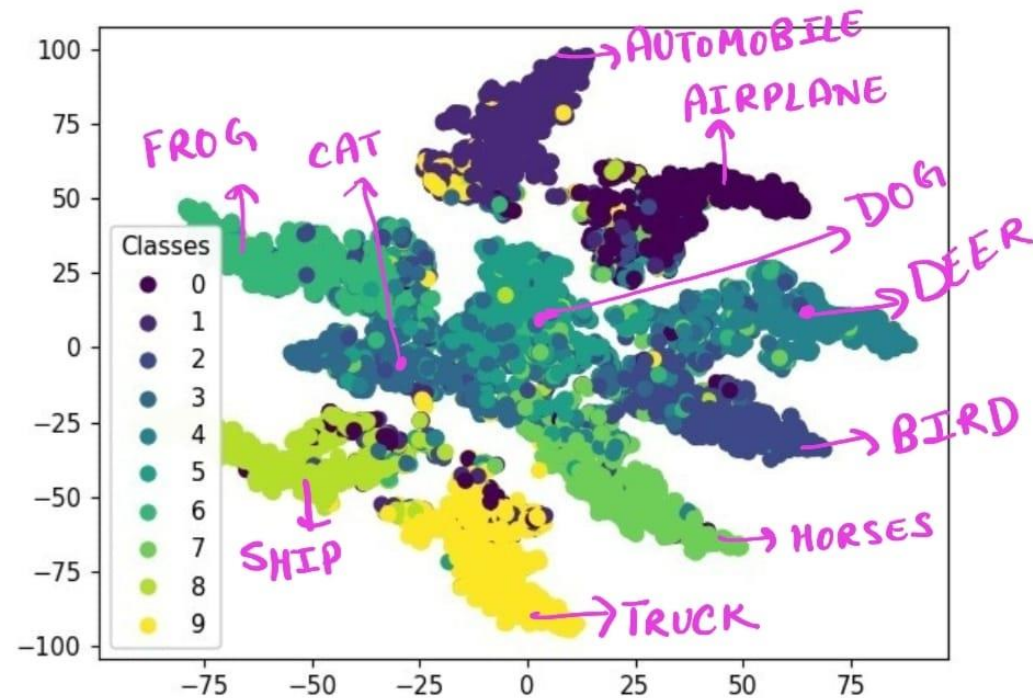 100
75
50
25
0
−25
−50
−75
−100
−75
−50
−25
0
25
50
75
Classes
0
1
2
3
4
5
6
7
8
9
AUTOMOBILE
AIRPLANE
FROG
CAT
DOG
DEER
BIRD
HORSES
SHIP
TRUCK